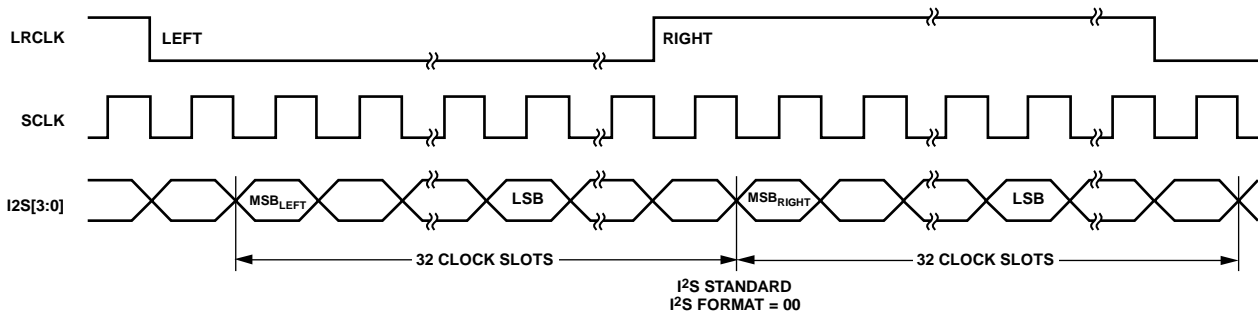 LRCLK
LEFT
RIGHT
SCLK
I2S[3:0]
MSBLEFT
LSB
MSBRIGHT
LSB
32 CLOCK SLOTS
32 CLOCK SLOTS
I2S STANDARD
I2S FORMAT = 00